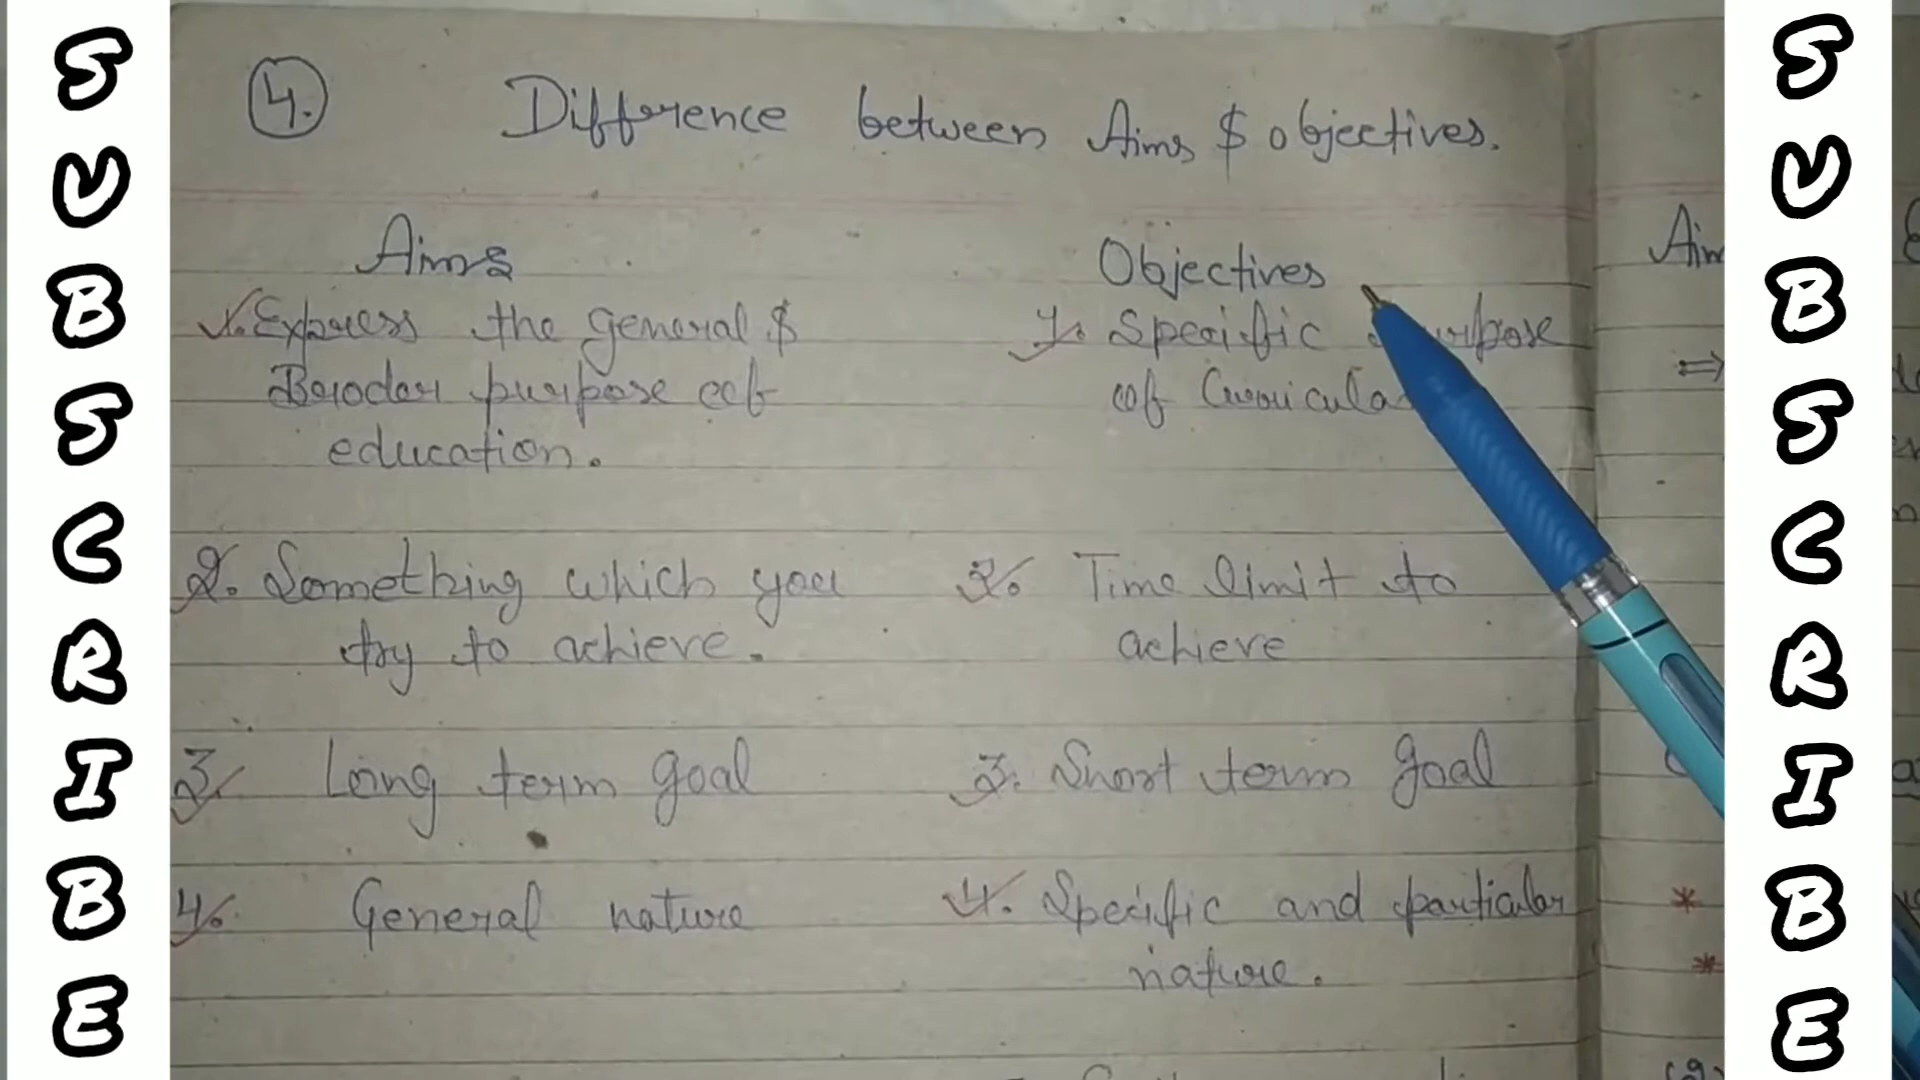 SUBSCRIBE
4. Difference between Aims $ objectives.
Aims
1. Express the general $
Broader purpose of
education.
2. Something which you
try to achieve.
3. Long term goal
4. General nature
Objectives
1. Specific
of Curricula
2. Time limit to
achieve
3. Short term goal
4. Specific and particular
nature.
Aim
⇒
*
*
SUBSCRIBE